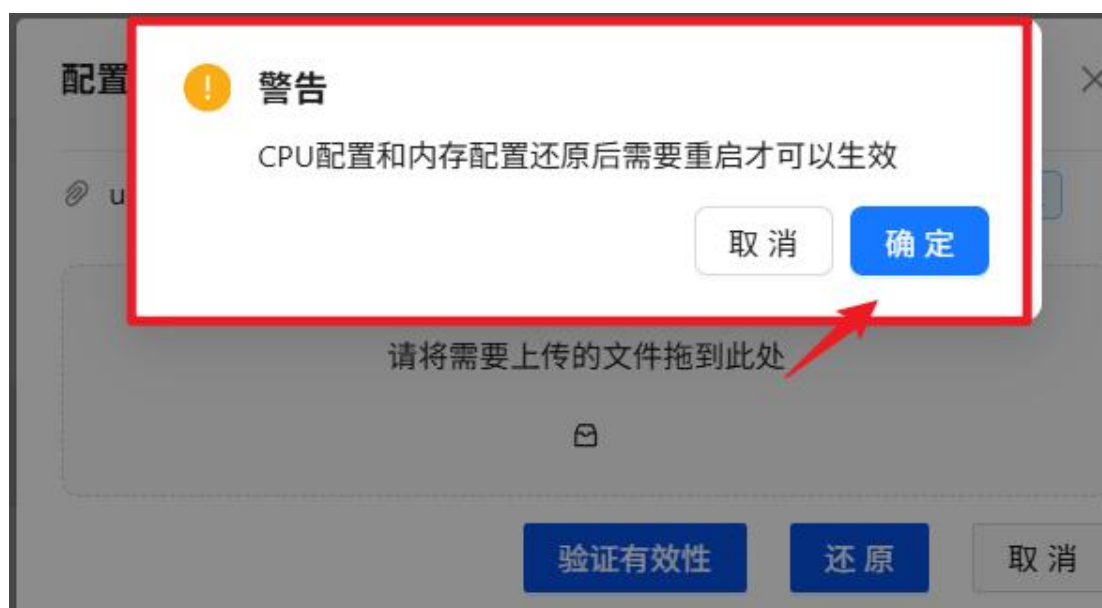 配置
警告
CPU配置和内存配置还原后需要重启才可以生效
u
取 消
确 定
请将需要上传的文件拖到此处
验证有效性
还 原
取 消